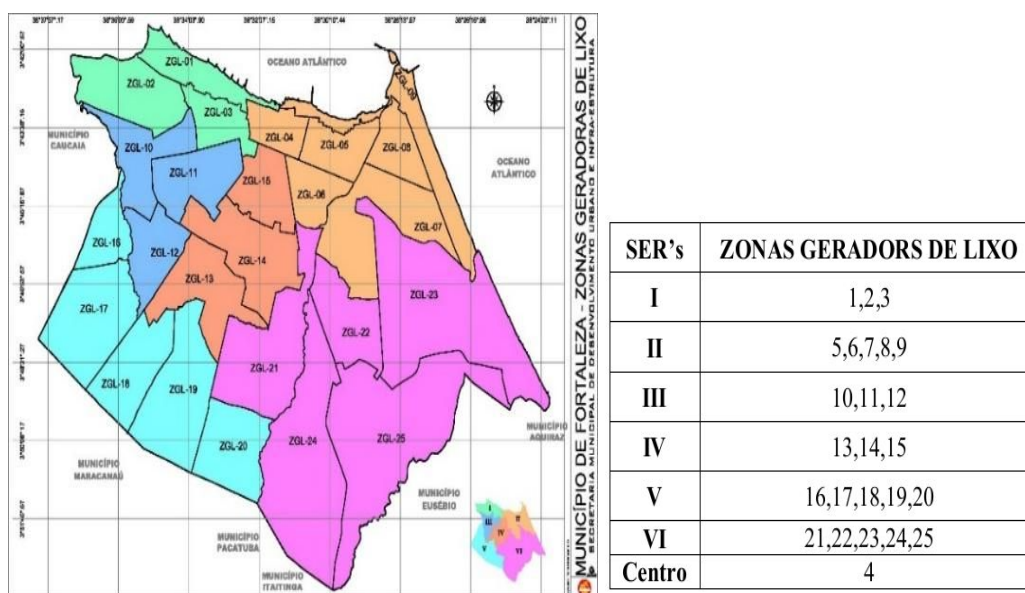 OCEANO ATLÂNTICO
ZGL-01
ZGL-02
ZGL-03
ZGL-04
ZGL-05
ZGL-08
ZGL-09
MUNICÍPIO
CAUCAIA
ZGL-10
ZGL-11
ZGL-15
ZGL-06
OCEANO
ATLÂNTICO
ZGL-07
ZGL-16
ZGL-12
ZGL-14
ZGL-13
ZGL-23
ZGL-17
ZGL-22
ZGL-21
ZGL-18
ZGL-19
ZGL-20
ZGL-24
ZGL-25
MUNICÍPIO
AQUIRAZ
MUNICÍPIO
MARACANAÚ
MUNICÍPIO
EUSÉBIO
MUNICÍPIO
PACATUBA
MUNICÍPIO
ITAITINGA
I
II
III
IV
V
VI
MUNICÍPIO DE FORTALEZA - ZONAS GERADORAS DE LIXO
SECRETARIA MUNICIPAL DE DESENVOLVIMENTO URBANO E INFRA-ESTRUTURA
SER's ZONAS GERADORS DE LIXO
I 1,2,3
II 5,6,7,8,9
III 10,11,12
IV 13,14,15
V 16,17,18,19,20
VI 21,22,23,24,25
Centro 4